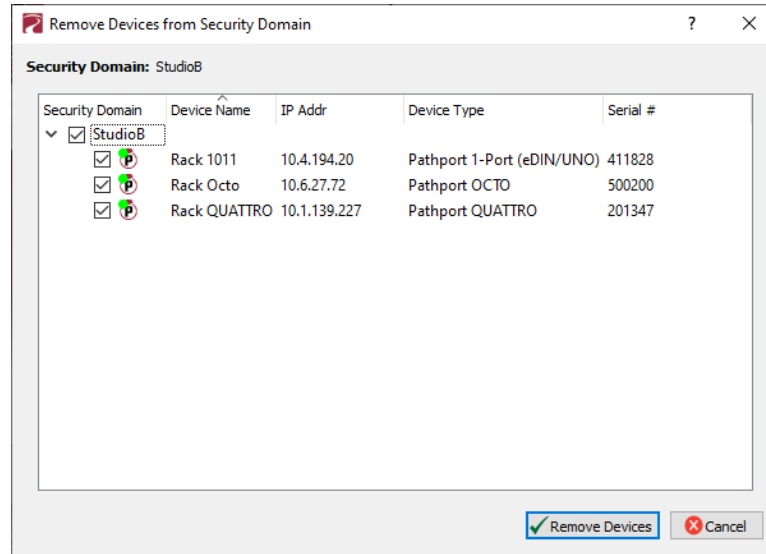 Remove Devices from Security Domain ?
Security Domain: StudioB
Security Domain Device Name IP Addr Device Type Serial #
StudioB
P Rack 1011 10.4.194.20 Pathport 1-Port (eDIN/UNO) 411828
P Rack Octo 10.6.27.72 Pathport OCTO 500200
P Rack QUATTRO 10.1.139.227 Pathport QUATTRO 201347
Remove Devices Cancel